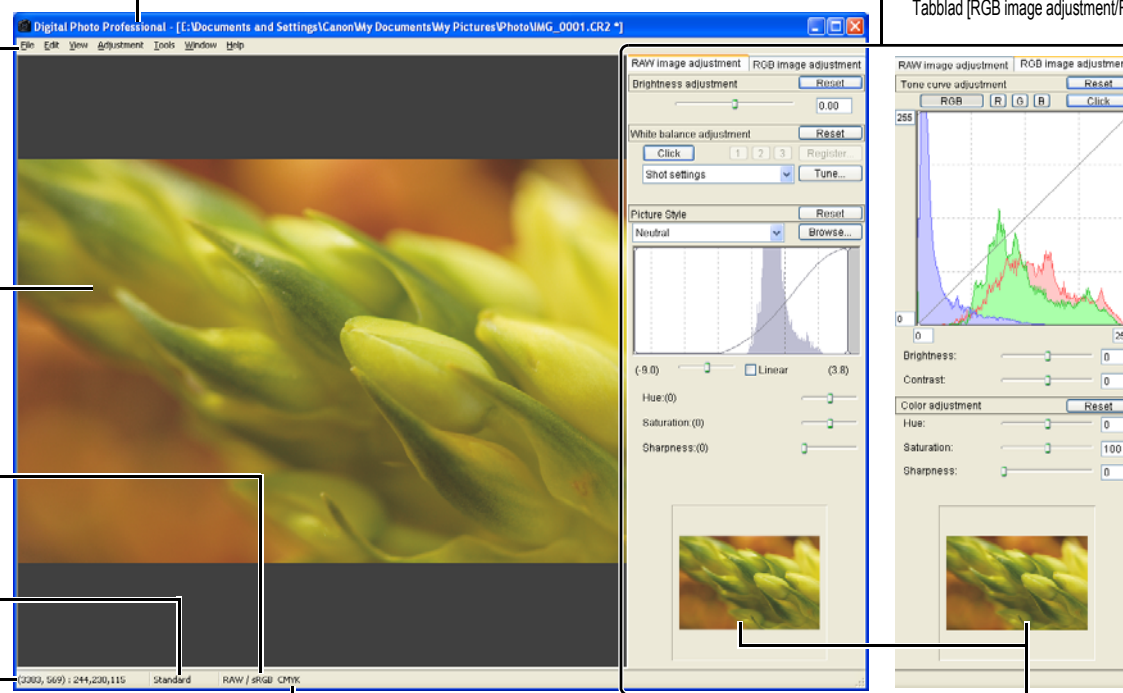 Tabblad [RGB image adjustment/
Digital Photo Professional - [E:\Documents and Settings\Canon\My Documents\My Pictures\Photo\IMG_0001.CR2 *]
File Edit View Adjustment Tools Window Help
RAW image adjustment RGB image adjustment
Brightness adjustment Reset
0.00
White balance adjustment Reset
Click 1 2 3 Register...
Shot settings Tune...
Picture Style Reset
Neutral Browse...
(-9.0) Linear (3.8)
Hue:(0)
Saturation:(0)
Sharpness:(0)
(3303, 569) : 244,230,115 Standard RAW / sRGB CMYK
RAW image adjustment RGB image
Tone curve adjustment Reset
RGB R G B Click
255
0
0
Brightness: 0
Contrast: 0
Color adjustment Reset
Hue: 0
Saturation: 100
Sharpness: 0